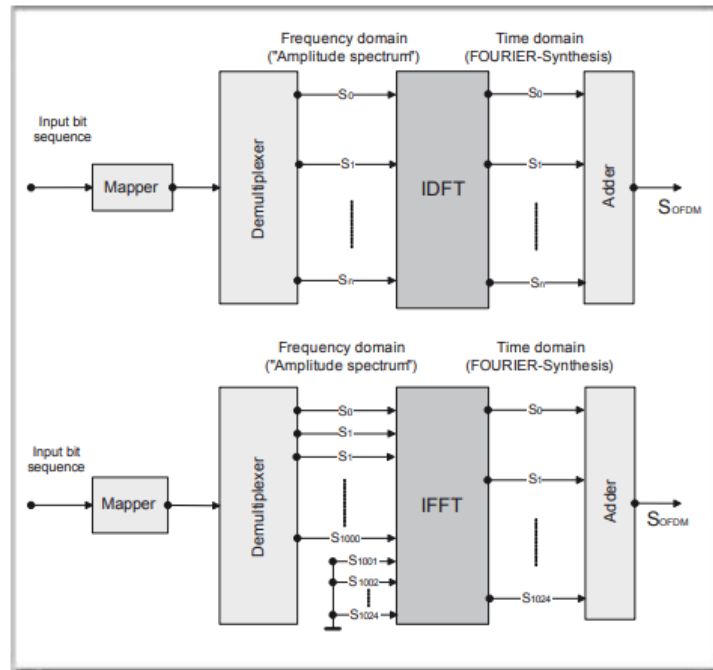 Frequency domain
("Amplitude spectrum")
Time domain
(FOURIER-Synthesis)
Input bit
sequence
Mapper
Demultiplexer
S0
S1
Sn
IDFT
S0
S1
Sn
Adder
SOFDM
Frequency domain
("Amplitude spectrum")
Time domain
(FOURIER-Synthesis)
Input bit
sequence
Mapper
Demultiplexer
S0
S1
S1
S1000
S1001
S1002
S1024
IFFT
S0
S1
S1024
Adder
SOFDM